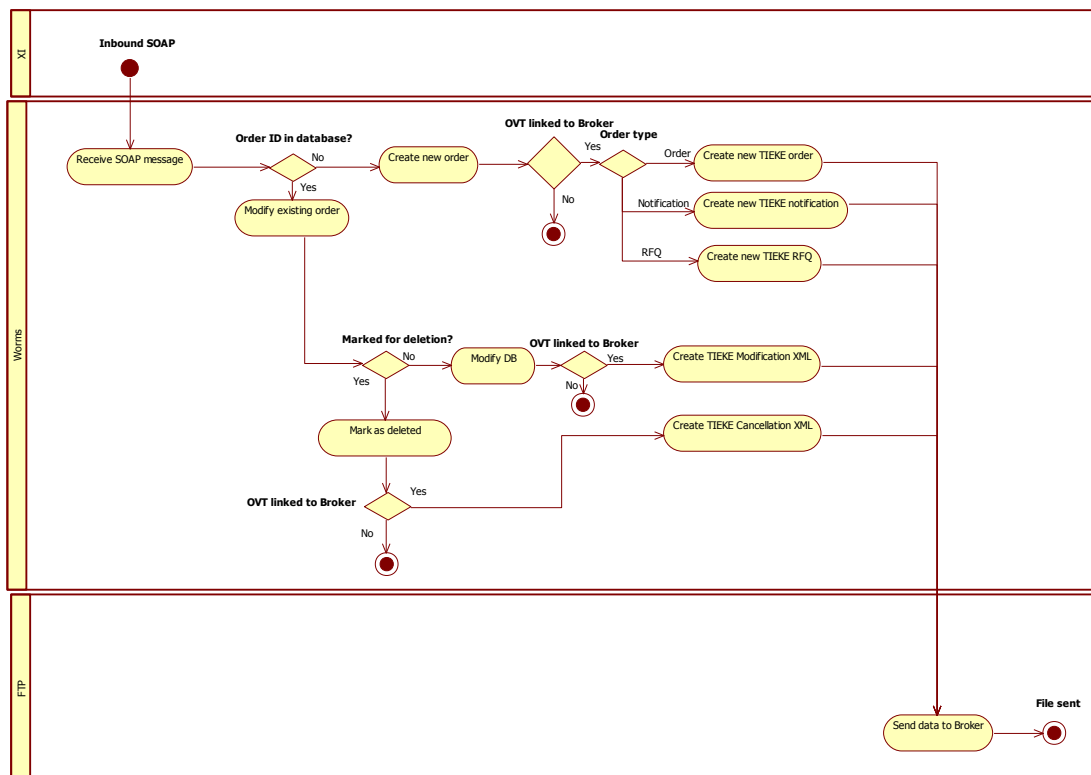 XI
Inbound SOAP
Worms
Receive SOAP message
Order ID in database?
No
Yes
Create new order
OVT linked to Broker
Yes
No
Order type
Order
Create new TIEKE order
Notification
Create new TIEKE notification
RFQ
Create new TIEKE RFQ
Modify existing order
Marked for deletion?
No
Yes
Modify DB
OVT linked to Broker
Yes
No
Create TIEKE Modification XML
Mark as deleted
Create TIEKE Cancellation XML
OVT linked to Broker
Yes
No
FTP
Send data to Broker
File sent